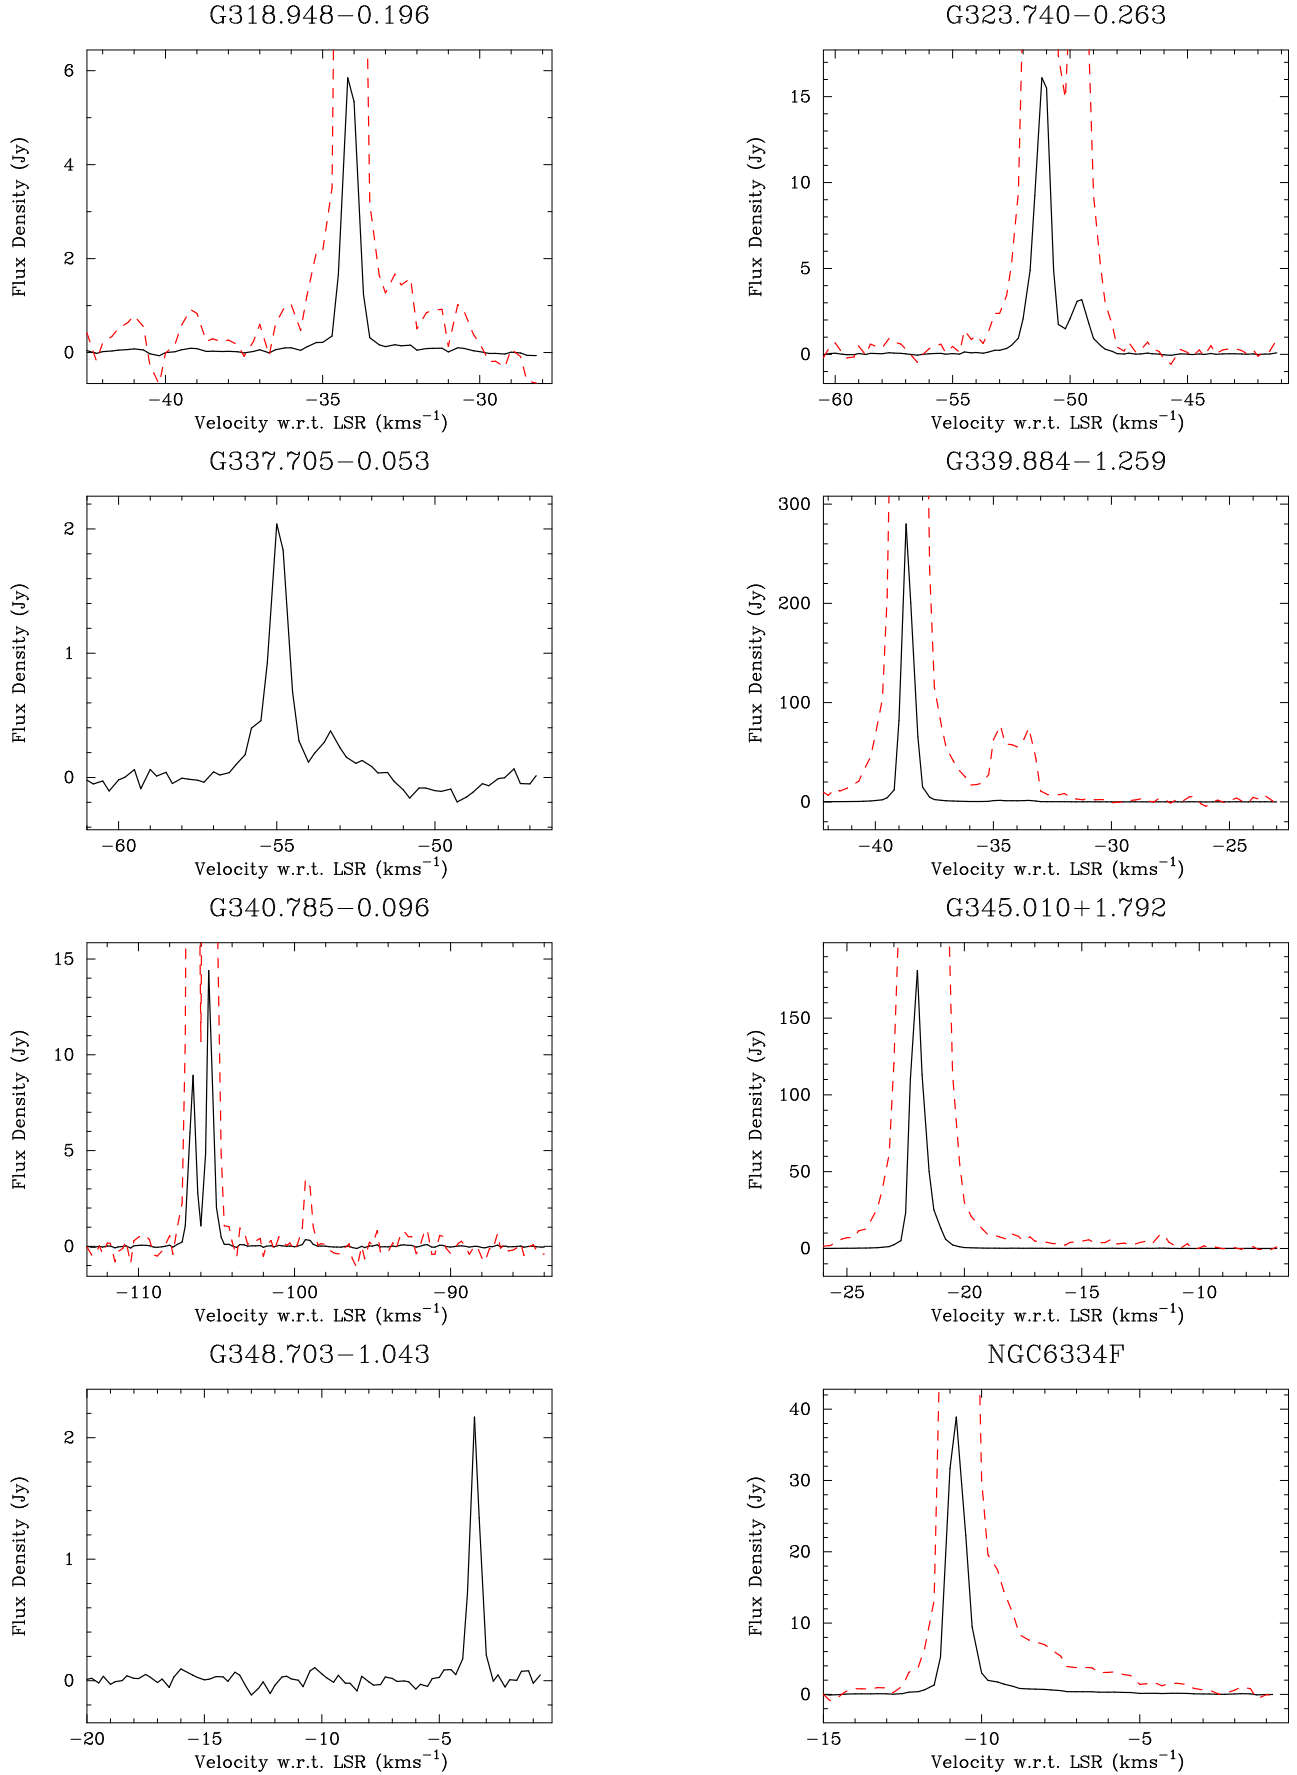 G318.948−0.196
Flux Density (Jy)
6
4
2
0
−40
−35
−30
Velocity w.r.t. LSR (kms⁻¹)
G323.740−0.263
Flux Density (Jy)
15
10
5
0
−60
−55
−50
−45
Velocity w.r.t. LSR (kms⁻¹)
G337.705−0.053
Flux Density (Jy)
2
1
0
−60
−55
−50
Velocity w.r.t. LSR (kms⁻¹)
G339.884−1.259
Flux Density (Jy)
300
200
100
0
−40
−35
−30
−25
Velocity w.r.t. LSR (kms⁻¹)
G340.785−0.096
Flux Density (Jy)
15
10
5
0
−110
−100
−90
Velocity w.r.t. LSR (kms⁻¹)
G345.010+1.792
Flux Density (Jy)
150
100
50
0
−25
−20
−15
−10
Velocity w.r.t. LSR (kms⁻¹)
G348.703−1.043
Flux Density (Jy)
2
1
0
−20
−15
−10
−5
Velocity w.r.t. LSR (kms⁻¹)
NGC6334F
Flux Density (Jy)
40
30
20
10
0
−15
−10
−5
Velocity w.r.t. LSR (kms⁻¹)